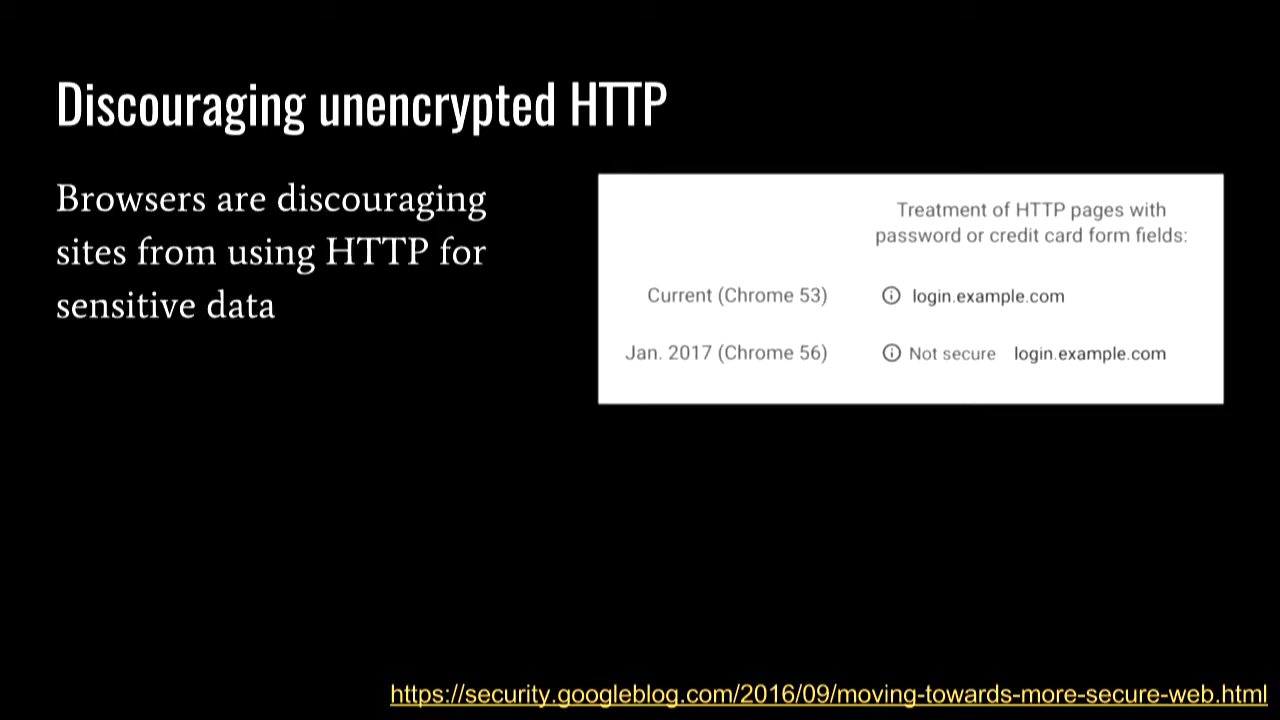 Discouraging unencrypted HTTP
Browsers are discouraging
sites from using HTTP for
sensitive data
Treatment of HTTP pages with
password or credit card form fields:
Current (Chrome 53) login.example.com
Jan. 2017 (Chrome 56) Not secure login.example.com
https://security.googleblog.com/2016/09/moving-towards-more-secure-web.html